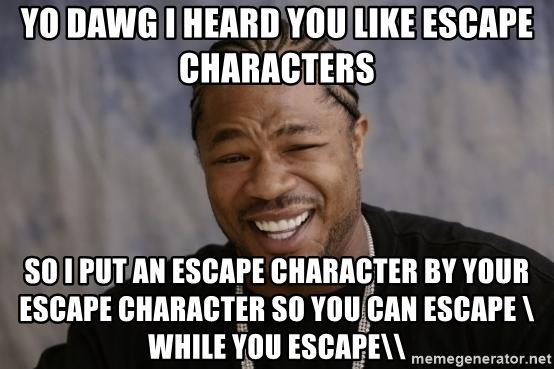 YO DAWG I HEARD YOU LIKE ESCAPE
CHARACTERS
SO I PUT AN ESCAPE CHARACTER BY YOUR
ESCAPE CHARACTER SO YOU CAN ESCAPE \
WHILE YOU ESCAPE\\
memegenerator.net